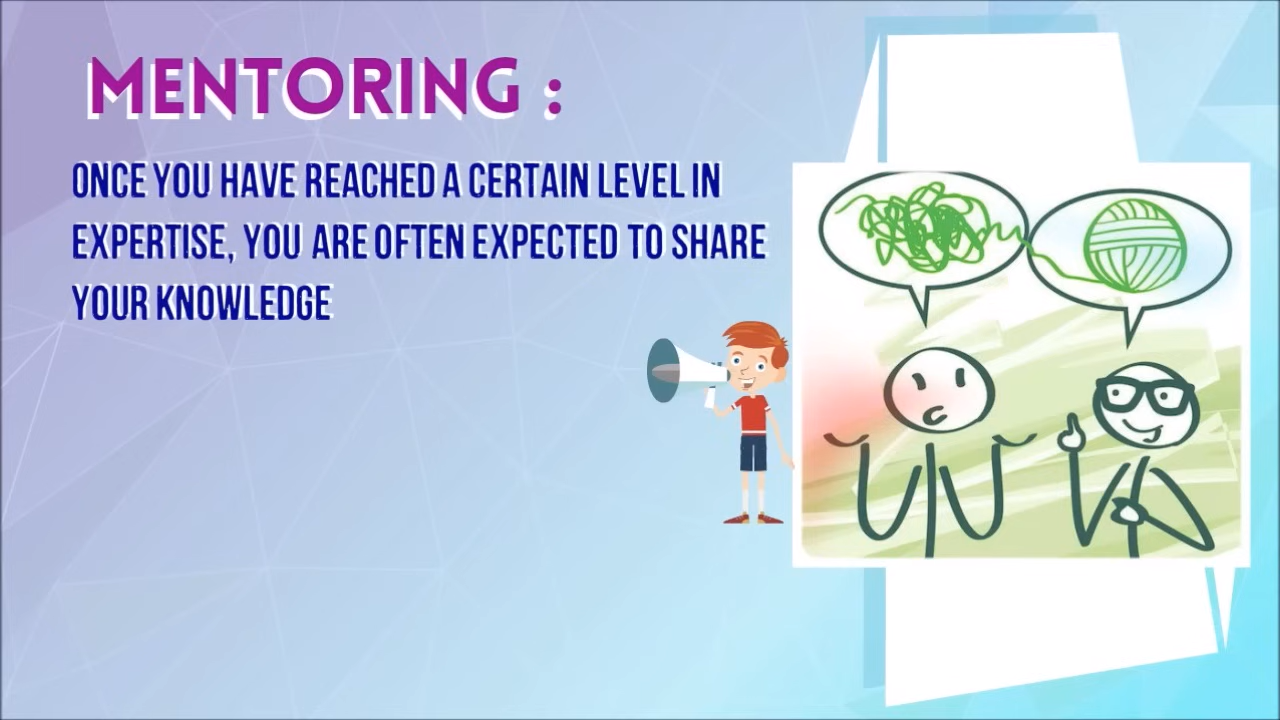 MENTORING :
ONCE YOU HAVE REACHED A CERTAIN LEVEL IN
EXPERTISE, YOU ARE OFTEN EXPECTED TO SHARE
YOUR KNOWLEDGE